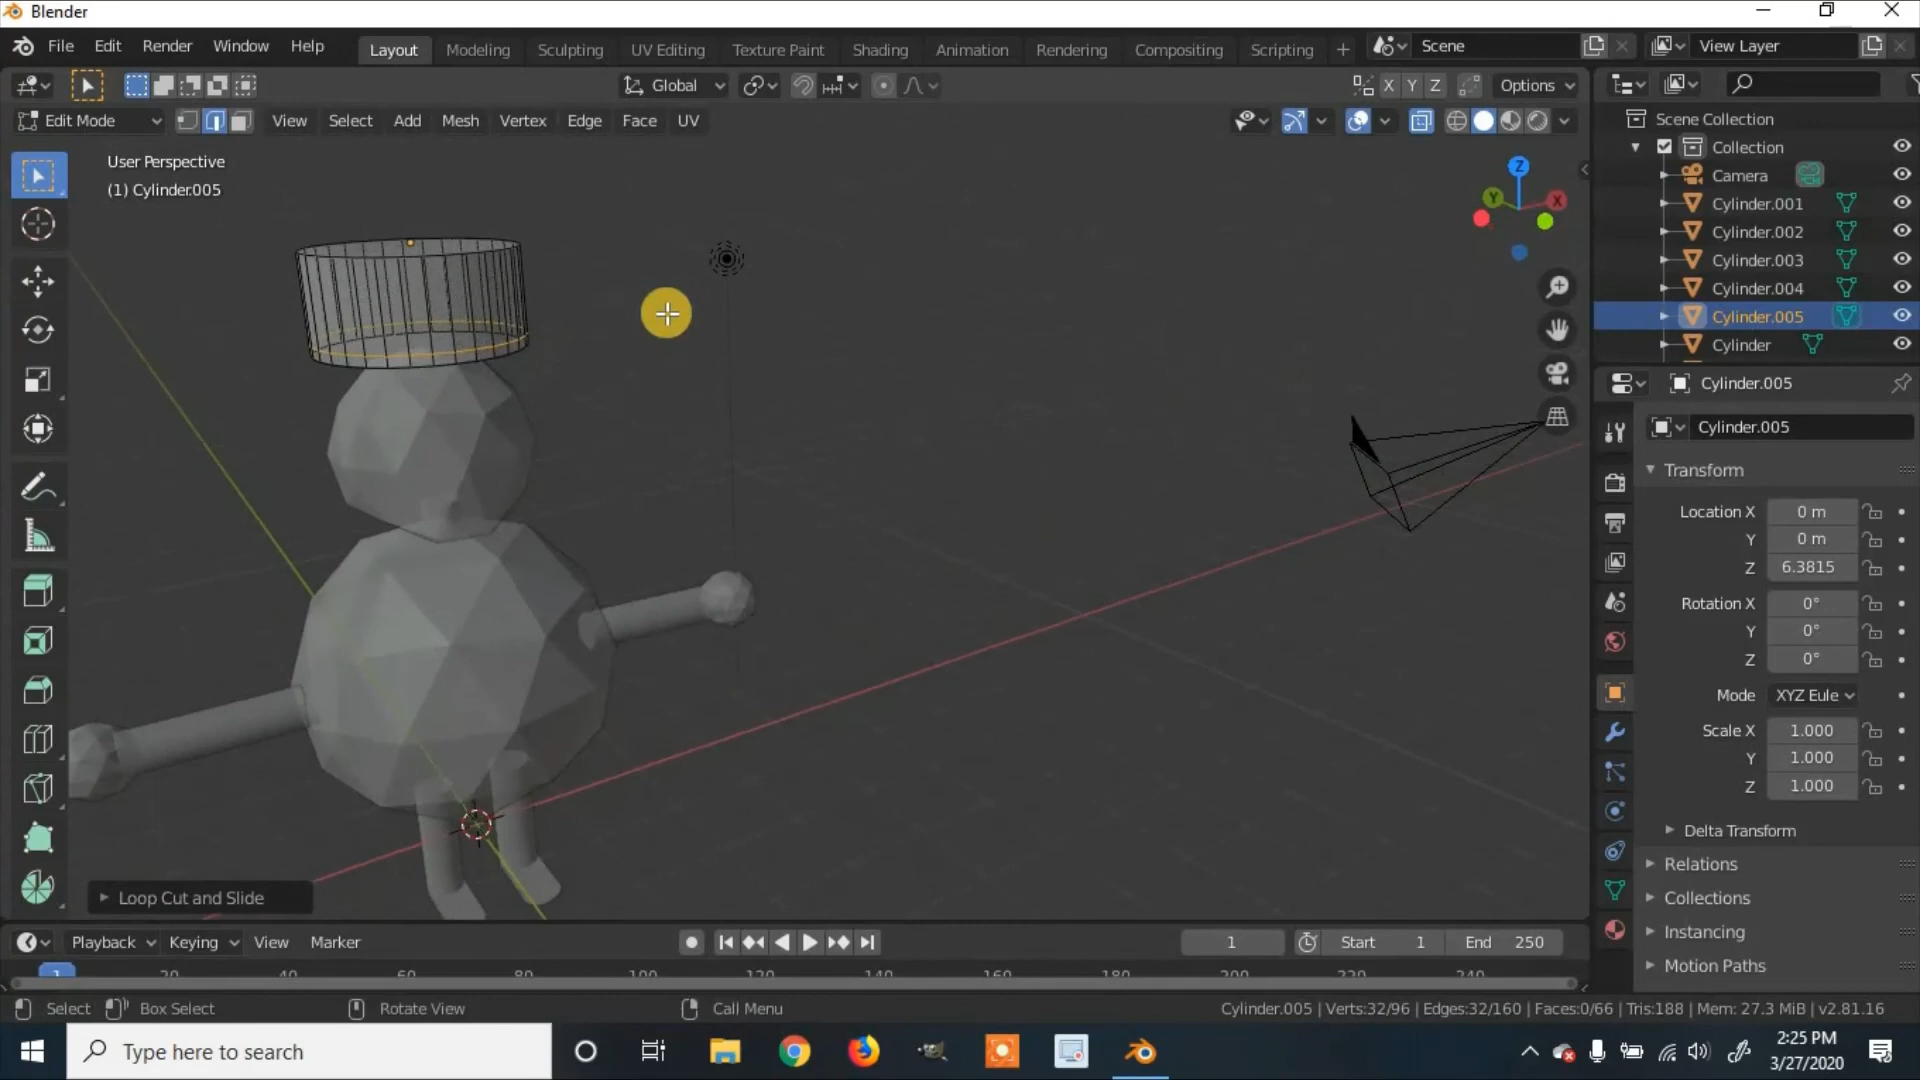 Blender
File Edit Render Window Help Layout Modeling Sculpting UV Editing Texture Paint Shading Animation Rendering Compositing Scripting + Scene View Layer
Global X Y Z Options
Edit Mode View Select Add Mesh Vertex Edge Face UV
User Perspective
(1) Cylinder.005
Z
Y
X
Scene Collection
Collection
Camera
Cylinder.001
Cylinder.002
Cylinder.003
Cylinder.004
Cylinder.005
Cylinder
Cylinder.005
Cylinder.005
Transform
Location X 0 m
Y 0 m
Z 6.3815
Rotation X 0°
Y 0°
Z 0°
Mode XYZ Eule
Scale X 1.000
Y 1.000
Z 1.000
Delta Transform
Relations
Collections
Instancing
Motion Paths
Loop Cut and Slide
Playback Keying View Marker 1 Start 1 End 250
1 20 40 60 80 100 120 140 160 180 200 220 240
Select Box Select Rotate View Call Menu Cylinder.005 | Verts:32/96 | Edges:32/160 | Faces:0/66 | Tris:188 | Mem: 27.3 MiB | v2.81.16
Type here to search
2:25 PM
3/27/2020